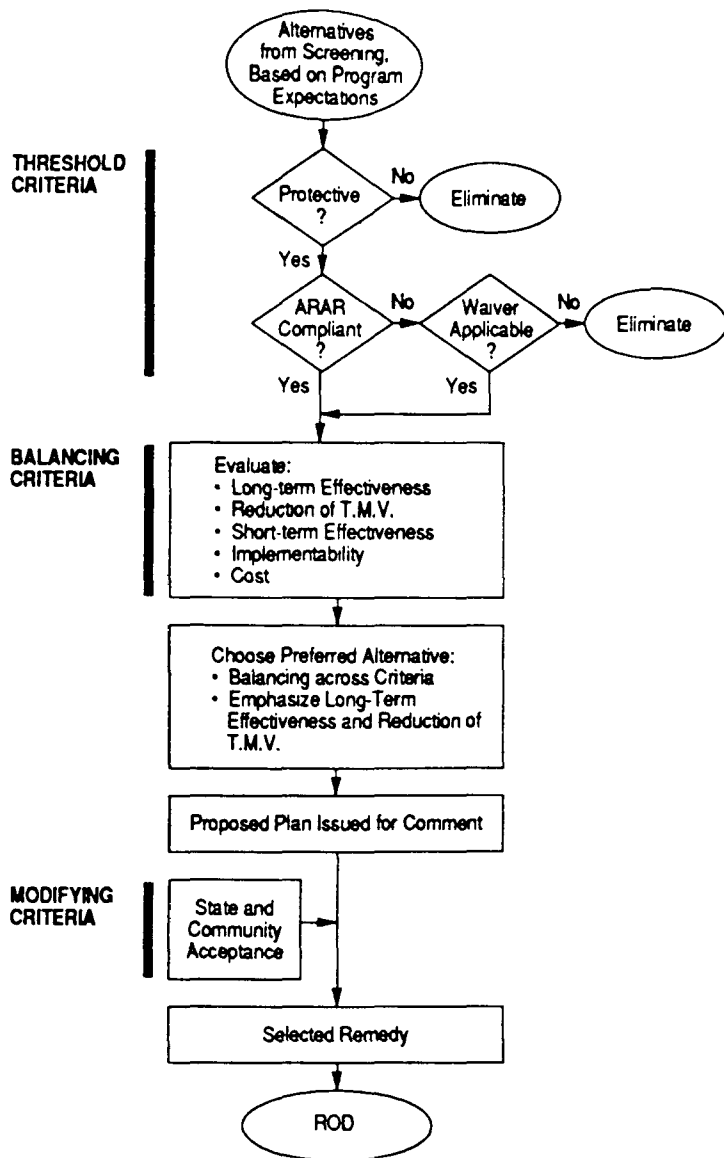 Alternatives
from Screening,
Based on Program
Expectations
THRESHOLD
CRITERIA
Protective
?
No
Eliminate
Yes
ARAR
Compliant
?
No
Waiver
Applicable
?
No
Eliminate
Yes
Yes
BALANCING
CRITERIA
Evaluate:
• Long-term Effectiveness
• Reduction of T.M.V.
• Short-term Effectiveness
• Implementability
• Cost
Choose Preferred Alternative:
• Balancing across Criteria
• Emphasize Long-Term
Effectiveness and Reduction of
T.M.V.
Proposed Plan Issued for Comment
MODIFYING
CRITERIA
State and
Community
Acceptance
Selected Remedy
ROD